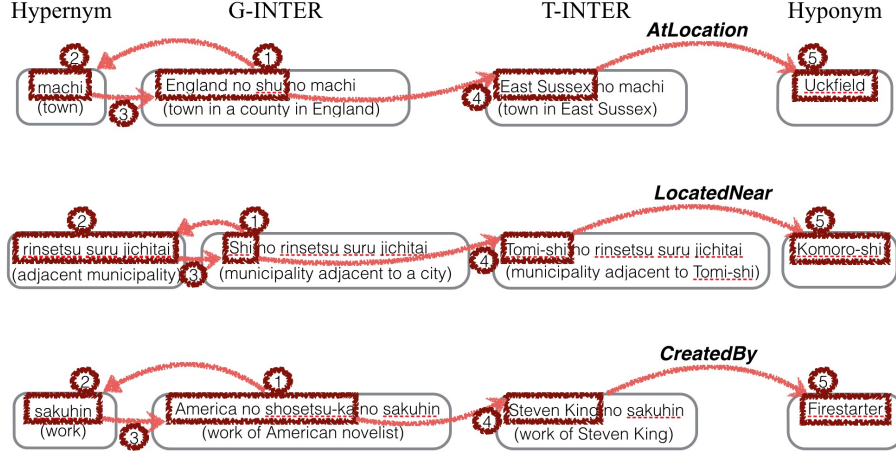 Hypernym G-INTER T-INTER Hyponym
AtLocation
2 1 5
machi England no shu no machi East Sussex no machi Uckfield
3 4
(town) (town in a county in England) (town in East Sussex)
LocatedNear
2 1 5
rinsetsu suru jichitai Shi no rinsetsu suru jichitai Tomi-shi no rinsetsu suru jichitai Komoro-shi
3 4
(adjacent municipality) (municipality adjacent to a city) (municipality adjacent to Tomi-shi)
CreatedBy
2 1 5
sakuhin America no shosetsu-ka no sakuhin Steven King no sakuhin Firestarter
3 4
(work) (work of American novelist) (work of Steven King)